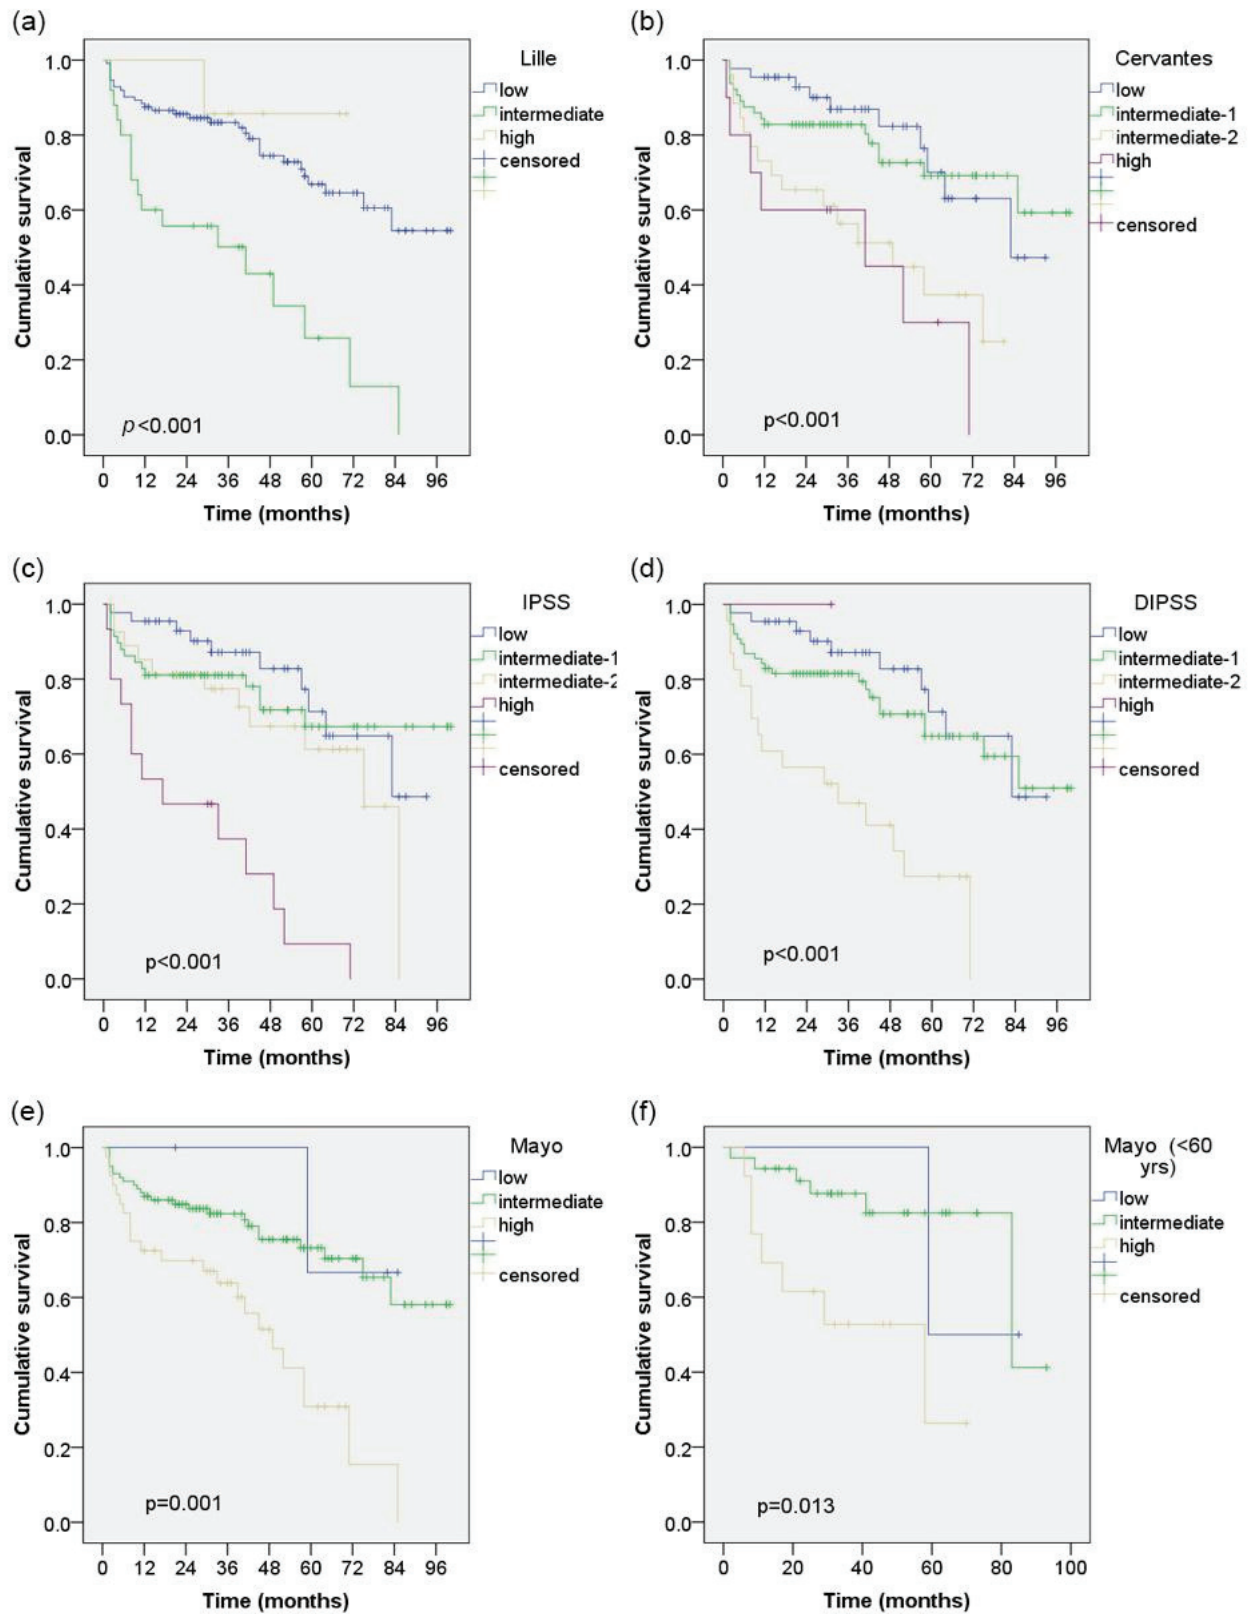 (a)
Lille
low
intermediate
high
censored
1.0
0.8
0.6
0.4
0.2
0.0
Cumulative survival
p<0.001
0 12 24 36 48 60 72 84 96
Time (months)
(b)
Cervantes
low
intermediate-1
intermediate-2
high
censored
1.0
0.8
0.6
0.4
0.2
0.0
Cumulative survival
p<0.001
0 12 24 36 48 60 72 84 96
Time (months)
(c)
IPSS
low
intermediate-1
intermediate-2
high
censored
1.0
0.8
0.6
0.4
0.2
0.0
Cumulative survival
p<0.001
0 12 24 36 48 60 72 84 96
Time (months)
(d)
DIPSS
low
intermediate-1
intermediate-2
high
censored
1.0
0.8
0.6
0.4
0.2
0.0
Cumulative survival
p<0.001
0 12 24 36 48 60 72 84 96
Time (months)
(e)
Mayo
low
intermediate
high
censored
1.0
0.8
0.6
0.4
0.2
0.0
Cumulative survival
p=0.001
0 12 24 36 48 60 72 84 96
Time (months)
(f)
Mayo (<60
yrs)
low
intermediate
high
censored
1.0
0.8
0.6
0.4
0.2
0.0
Cumulative survival
p=0.013
0 20 40 60 80 100
Time (months)